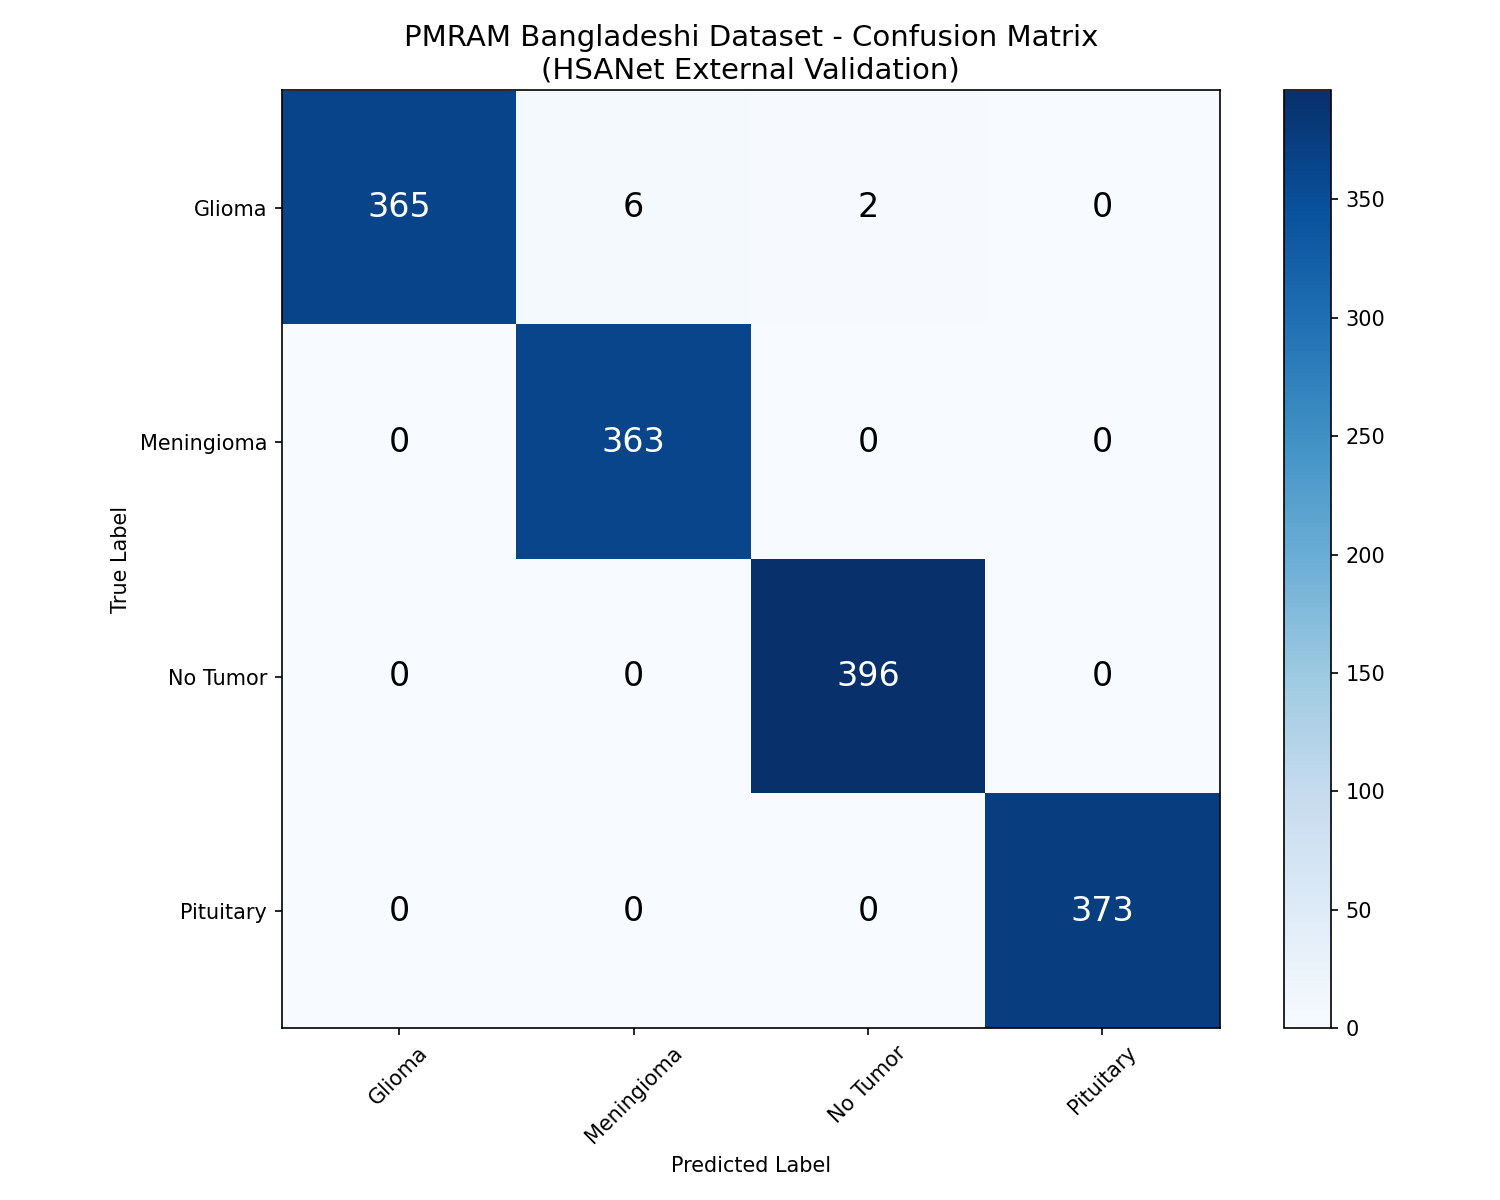 PMRAM Bangladeshi Dataset - Confusion Matrix
(HSANet External Validation)
True Label
Glioma
365 6 2 0
Meningioma
0 363 0 0
No Tumor
0 0 396 0
Pituitary
0 0 0 373
Glioma
Meningioma
No Tumor
Pituitary
Predicted Label
350
300
250
200
150
100
50
0